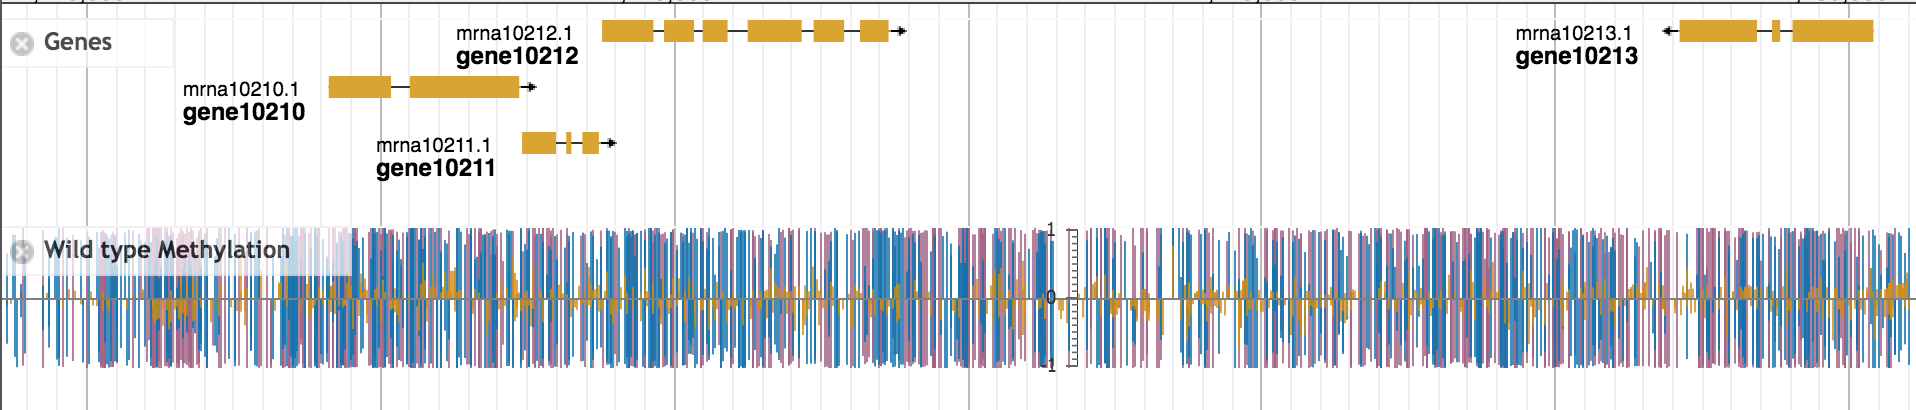 Genes
mrna10212.1
gene10212
mrna10213.1
gene10213
mrna10210.1
gene10210
mrna10211.1
gene10211
Wild type Methylation
1
0
-1